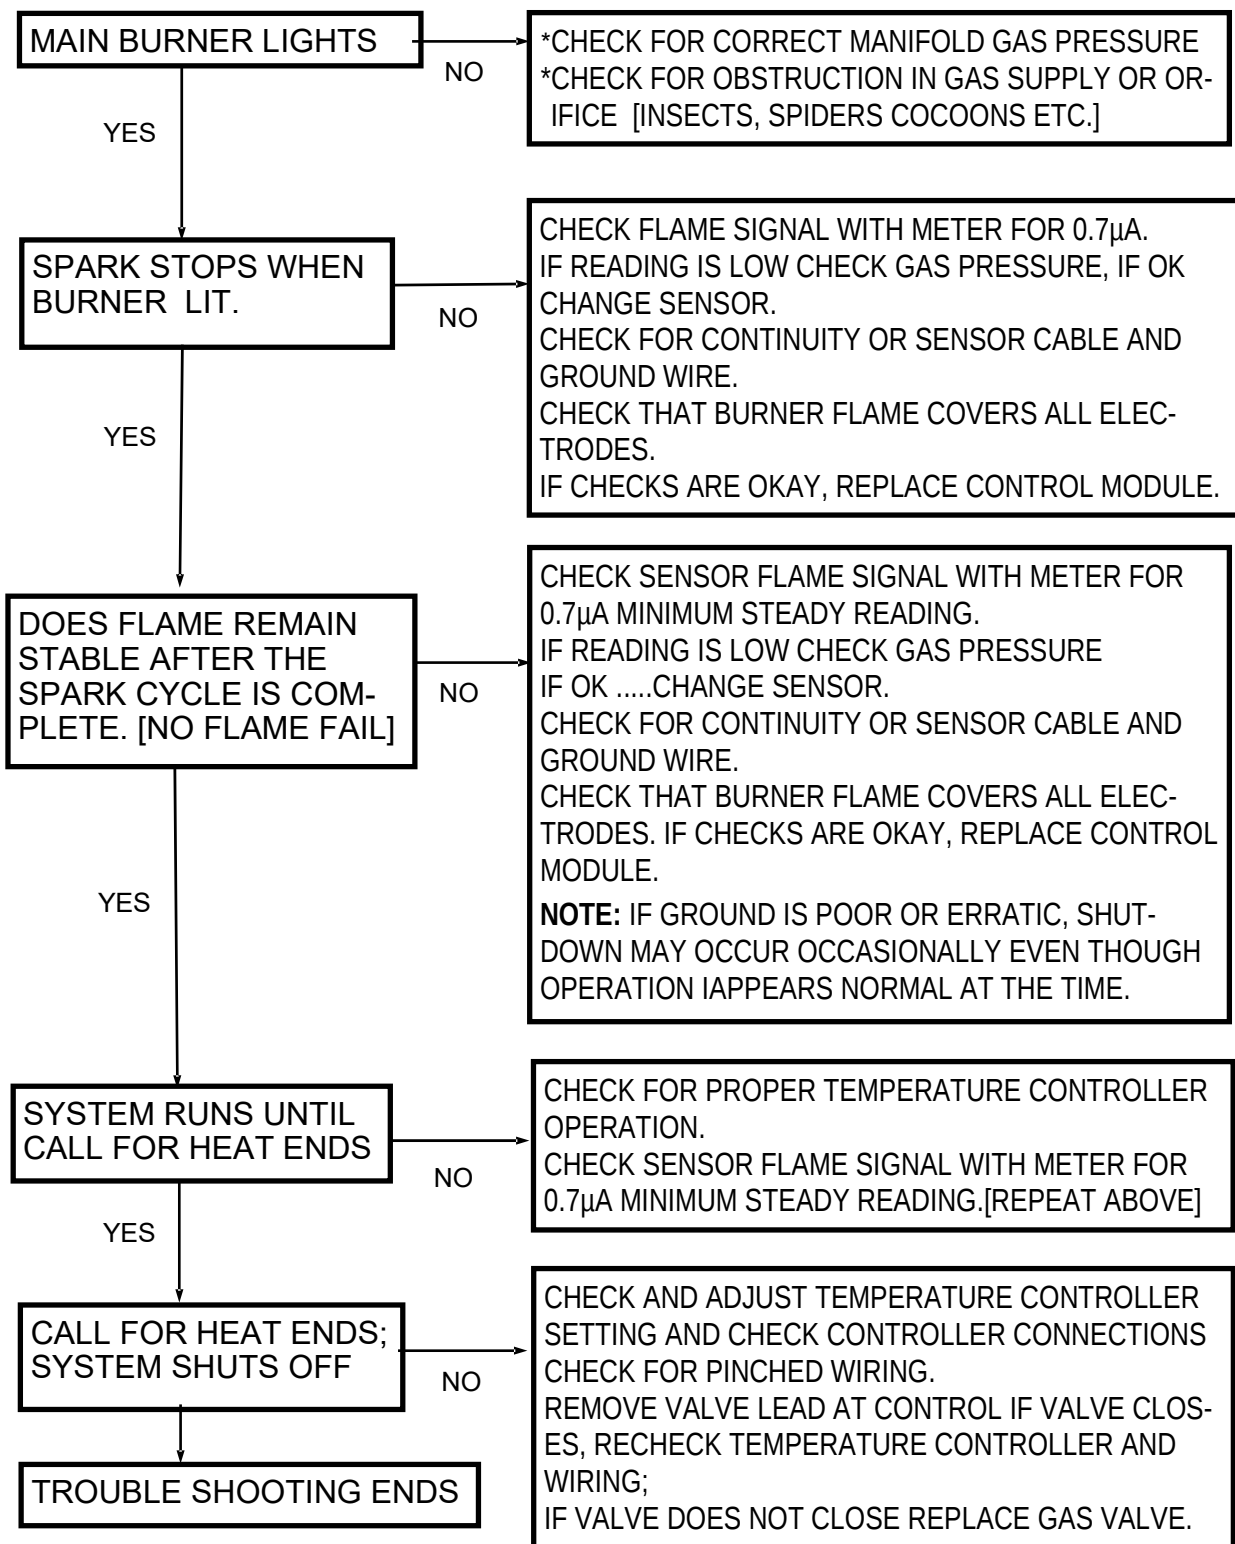 MAIN BURNER LIGHTS
NO
*CHECK FOR CORRECT MANIFOLD GAS PRESSURE
*CHECK FOR OBSTRUCTION IN GAS SUPPLY OR OR-
IFICE [INSECTS, SPIDERS COCOONS ETC.]
YES
SPARK STOPS WHEN
BURNER LIT.
NO
CHECK FLAME SIGNAL WITH METER FOR 0.7µA.
IF READING IS LOW CHECK GAS PRESSURE, IF OK
CHANGE SENSOR.
CHECK FOR CONTINUITY OR SENSOR CABLE AND
GROUND WIRE.
CHECK THAT BURNER FLAME COVERS ALL ELEC-
TRODES.
IF CHECKS ARE OKAY, REPLACE CONTROL MODULE.
YES
DOES FLAME REMAIN
STABLE AFTER THE
SPARK CYCLE IS COM-
PLETE. [NO FLAME FAIL]
NO
CHECK SENSOR FLAME SIGNAL WITH METER FOR
0.7µA MINIMUM STEADY READING.
IF READING IS LOW CHECK GAS PRESSURE
IF OK .....CHANGE SENSOR.
CHECK FOR CONTINUITY OR SENSOR CABLE AND
GROUND WIRE.
CHECK THAT BURNER FLAME COVERS ALL ELEC-
TRODES. IF CHECKS ARE OKAY, REPLACE CONTROL
MODULE.
NOTE: IF GROUND IS POOR OR ERRATIC, SHUT-
DOWN MAY OCCUR OCCASIONALLY EVEN THOUGH
OPERATION IAPPEARS NORMAL AT THE TIME.
YES
SYSTEM RUNS UNTIL
CALL FOR HEAT ENDS
NO
CHECK FOR PROPER TEMPERATURE CONTROLLER
OPERATION.
CHECK SENSOR FLAME SIGNAL WITH METER FOR
0.7µA MINIMUM STEADY READING.[REPEAT ABOVE]
YES
CALL FOR HEAT ENDS;
SYSTEM SHUTS OFF
NO
CHECK AND ADJUST TEMPERATURE CONTROLLER
SETTING AND CHECK CONTROLLER CONNECTIONS
CHECK FOR PINCHED WIRING.
REMOVE VALVE LEAD AT CONTROL IF VALVE CLOS-
ES, RECHECK TEMPERATURE CONTROLLER AND
WIRING;
IF VALVE DOES NOT CLOSE REPLACE GAS VALVE.
TROUBLE SHOOTING ENDS